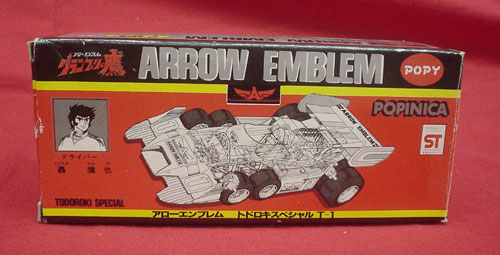 アローエンブレム
グランプリの鷹
ARROW EMBLEM
POPY
A
POPINICA
ST
ARROW EMBLEM
ドライバー
轟 鷹也
TODOROKI SPECIAL
アローエンブレム トドロキスペシャル T-1